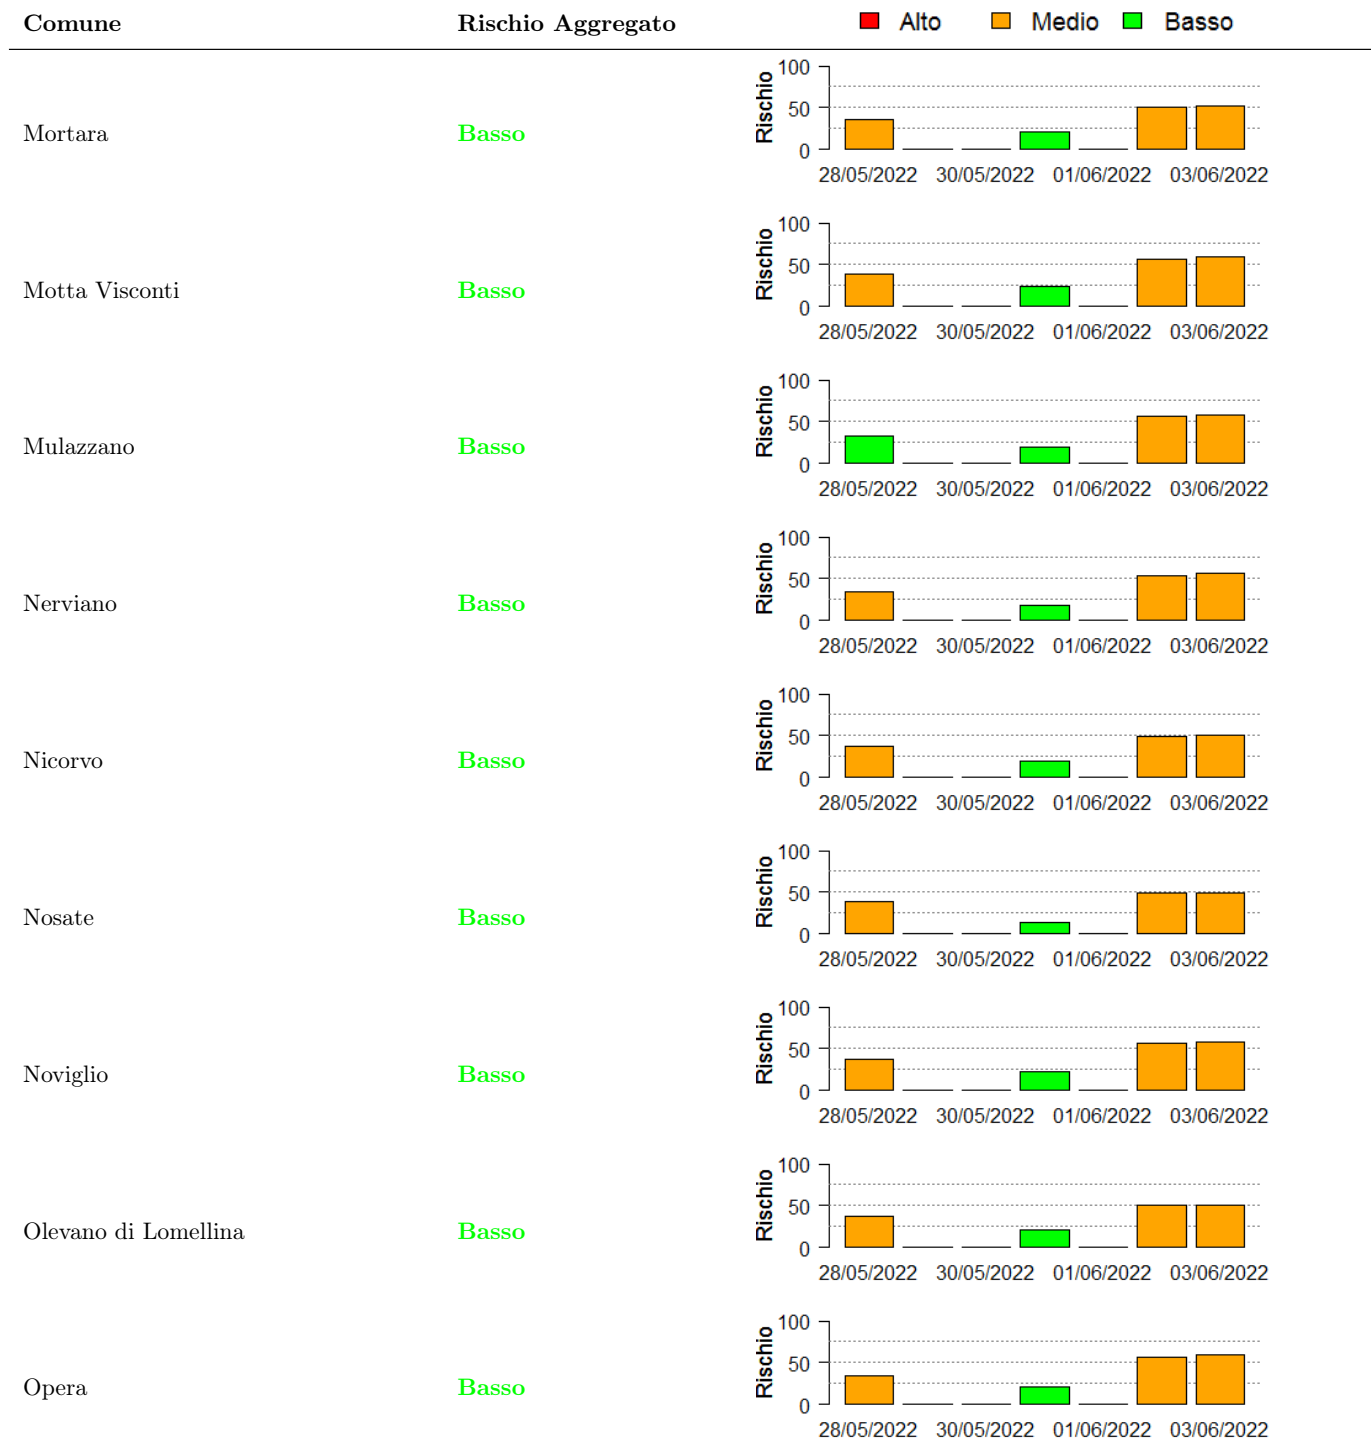 Comune Rischio Aggregato Alto Medio Basso
Mortara Basso Rischio 100 50 0
28/05/2022 30/05/2022 01/06/2022 03/06/2022
Motta Visconti Basso Rischio 100 50 0
28/05/2022 30/05/2022 01/06/2022 03/06/2022
Mulazzano Basso Rischio 100 50 0
28/05/2022 30/05/2022 01/06/2022 03/06/2022
Nerviano Basso Rischio 100 50 0
28/05/2022 30/05/2022 01/06/2022 03/06/2022
Nicorvo Basso Rischio 100 50 0
28/05/2022 30/05/2022 01/06/2022 03/06/2022
Nosate Basso Rischio 100 50 0
28/05/2022 30/05/2022 01/06/2022 03/06/2022
Noviglio Basso Rischio 100 50 0
28/05/2022 30/05/2022 01/06/2022 03/06/2022
Olevano di Lomellina Basso Rischio 100 50 0
28/05/2022 30/05/2022 01/06/2022 03/06/2022
Opera Basso Rischio 100 50 0
28/05/2022 30/05/2022 01/06/2022 03/06/2022